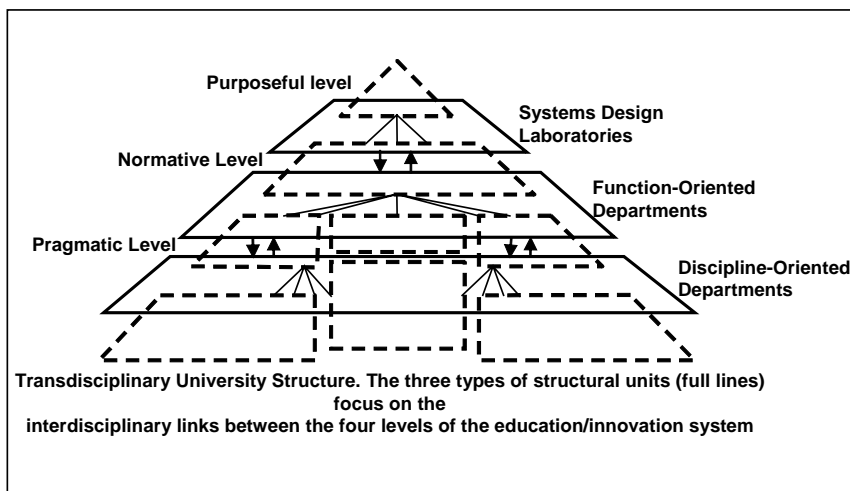 Purposeful level
Systems Design
Laboratories
Normative Level
Function-Oriented
Departments
Pragmatic Level
Discipline-Oriented
Departments
Transdisciplinary University Structure. The three types of structural units (full lines)
focus on the
interdisciplinary links between the four levels of the education/innovation system